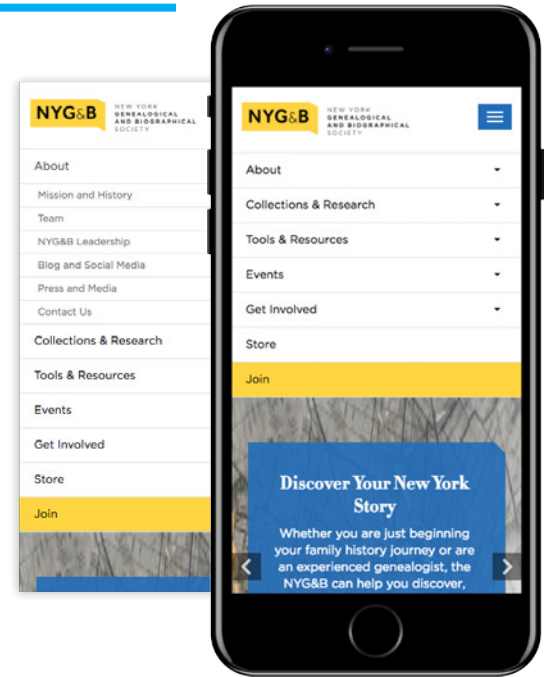 NYG&B
NEW YORK
GENEALOGICAL
AND BIOGRAPHICAL
SOCIETY
About
Mission and History
Team
NYG&B Leadership
Blog and Social Media
Press and Media
Contact Us
Collections & Research
Tools & Resources
Events
Get Involved
Store
Join
NYG&B
NEW YORK
GENEALOGICAL
AND BIOGRAPHICAL
SOCIETY
About
Collections & Research
Tools & Resources
Events
Get Involved
Store
Join
Discover Your New York
Story
Whether you are just beginning
your family history journey or are
an experienced genealogist, the
NYG&B can help you discover,